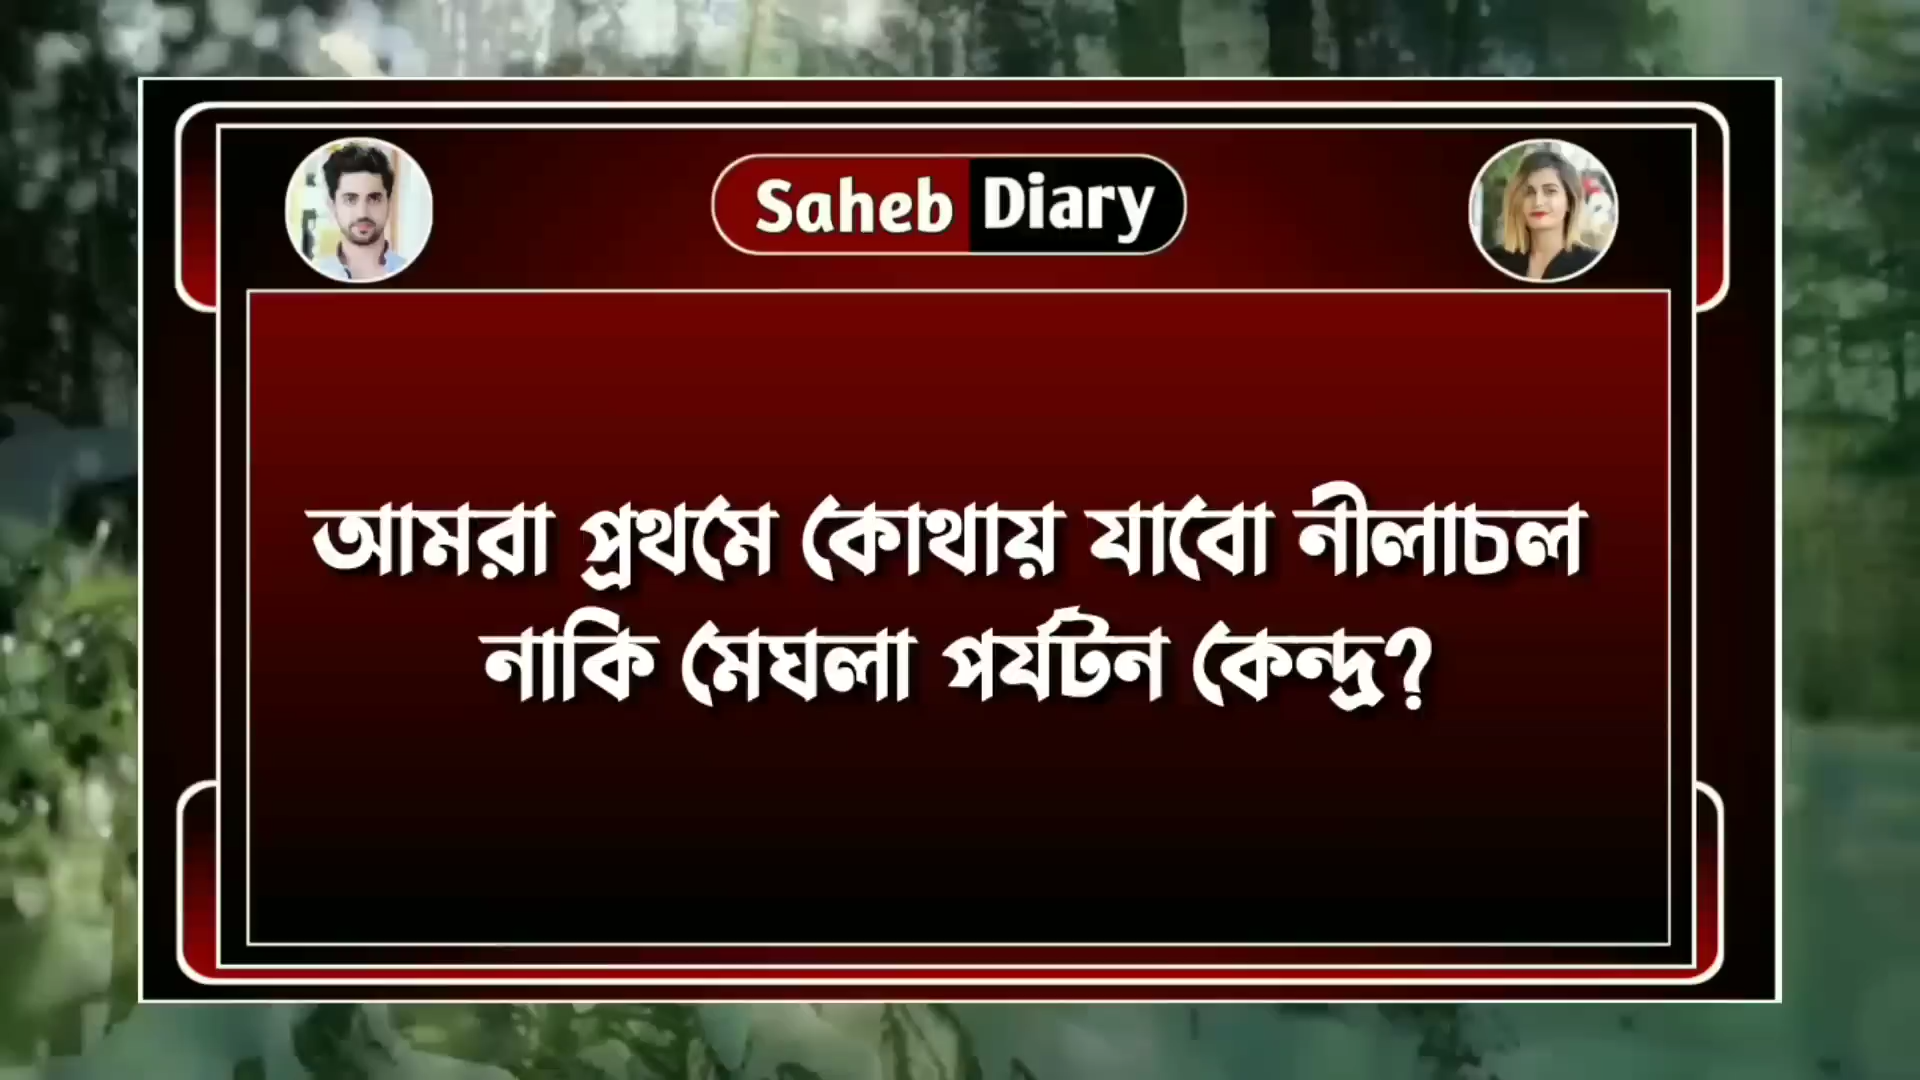 Saheb Diary
আমরা প্রথমে কোথায় যাবো নীলাচল
নাকি মেঘলা পর্যটন কেন্দ্র?